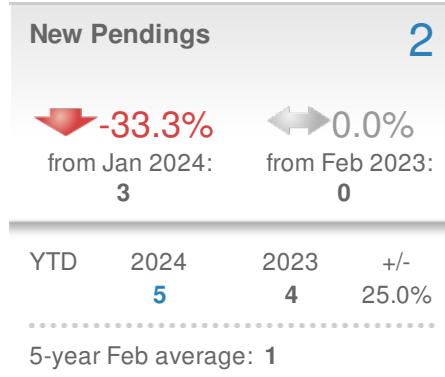 New Pendings 2
-33.3% 0.0%
from Jan 2024: from Feb 2023:
3 0
YTD 2024 2023 +/-
5 4 25.0%
5-year Feb average: 1